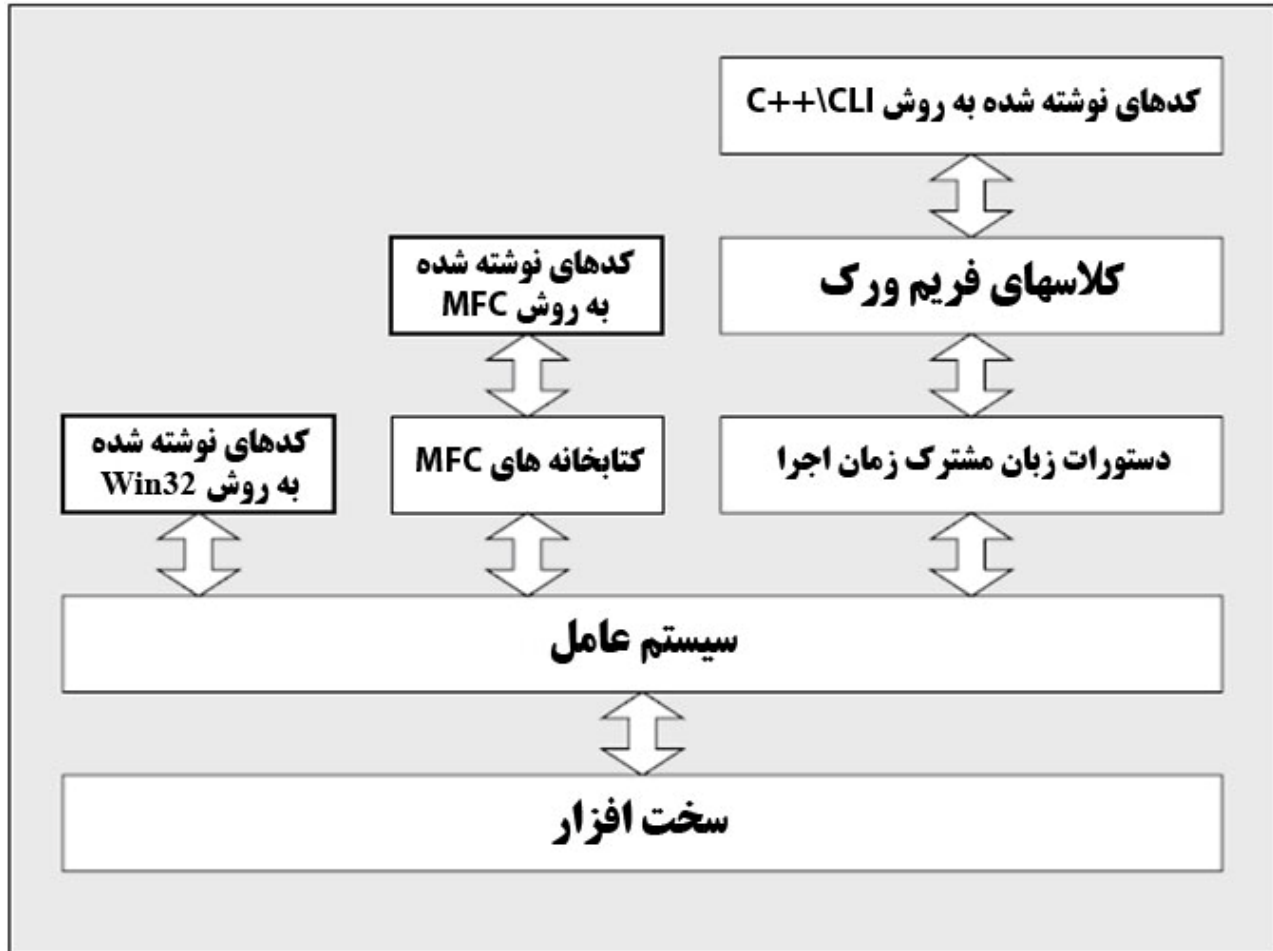 کدهای نوشته شده به روش C++\CLI
کلاسهای فریم ورک
کدهای نوشته شده
به روش MFC
دستورات زبان مشترک زمان اجرا
کتابخانه های MFC
کدهای نوشته شده
به روش Win32
سیستم عامل
سخت افزار